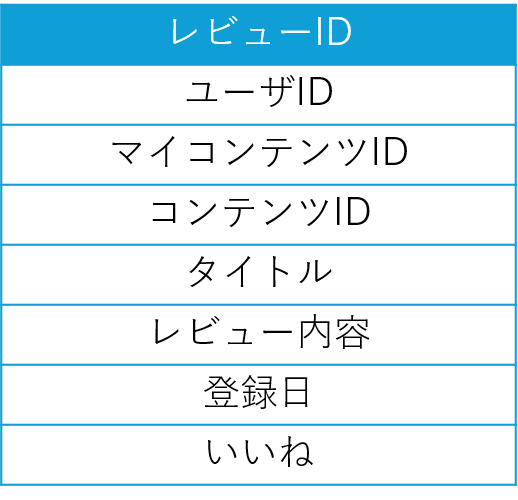 レビューID
ユーザID
マイコンテンツID
コンテンツID
タイトル
レビュー内容
登録日
いいね